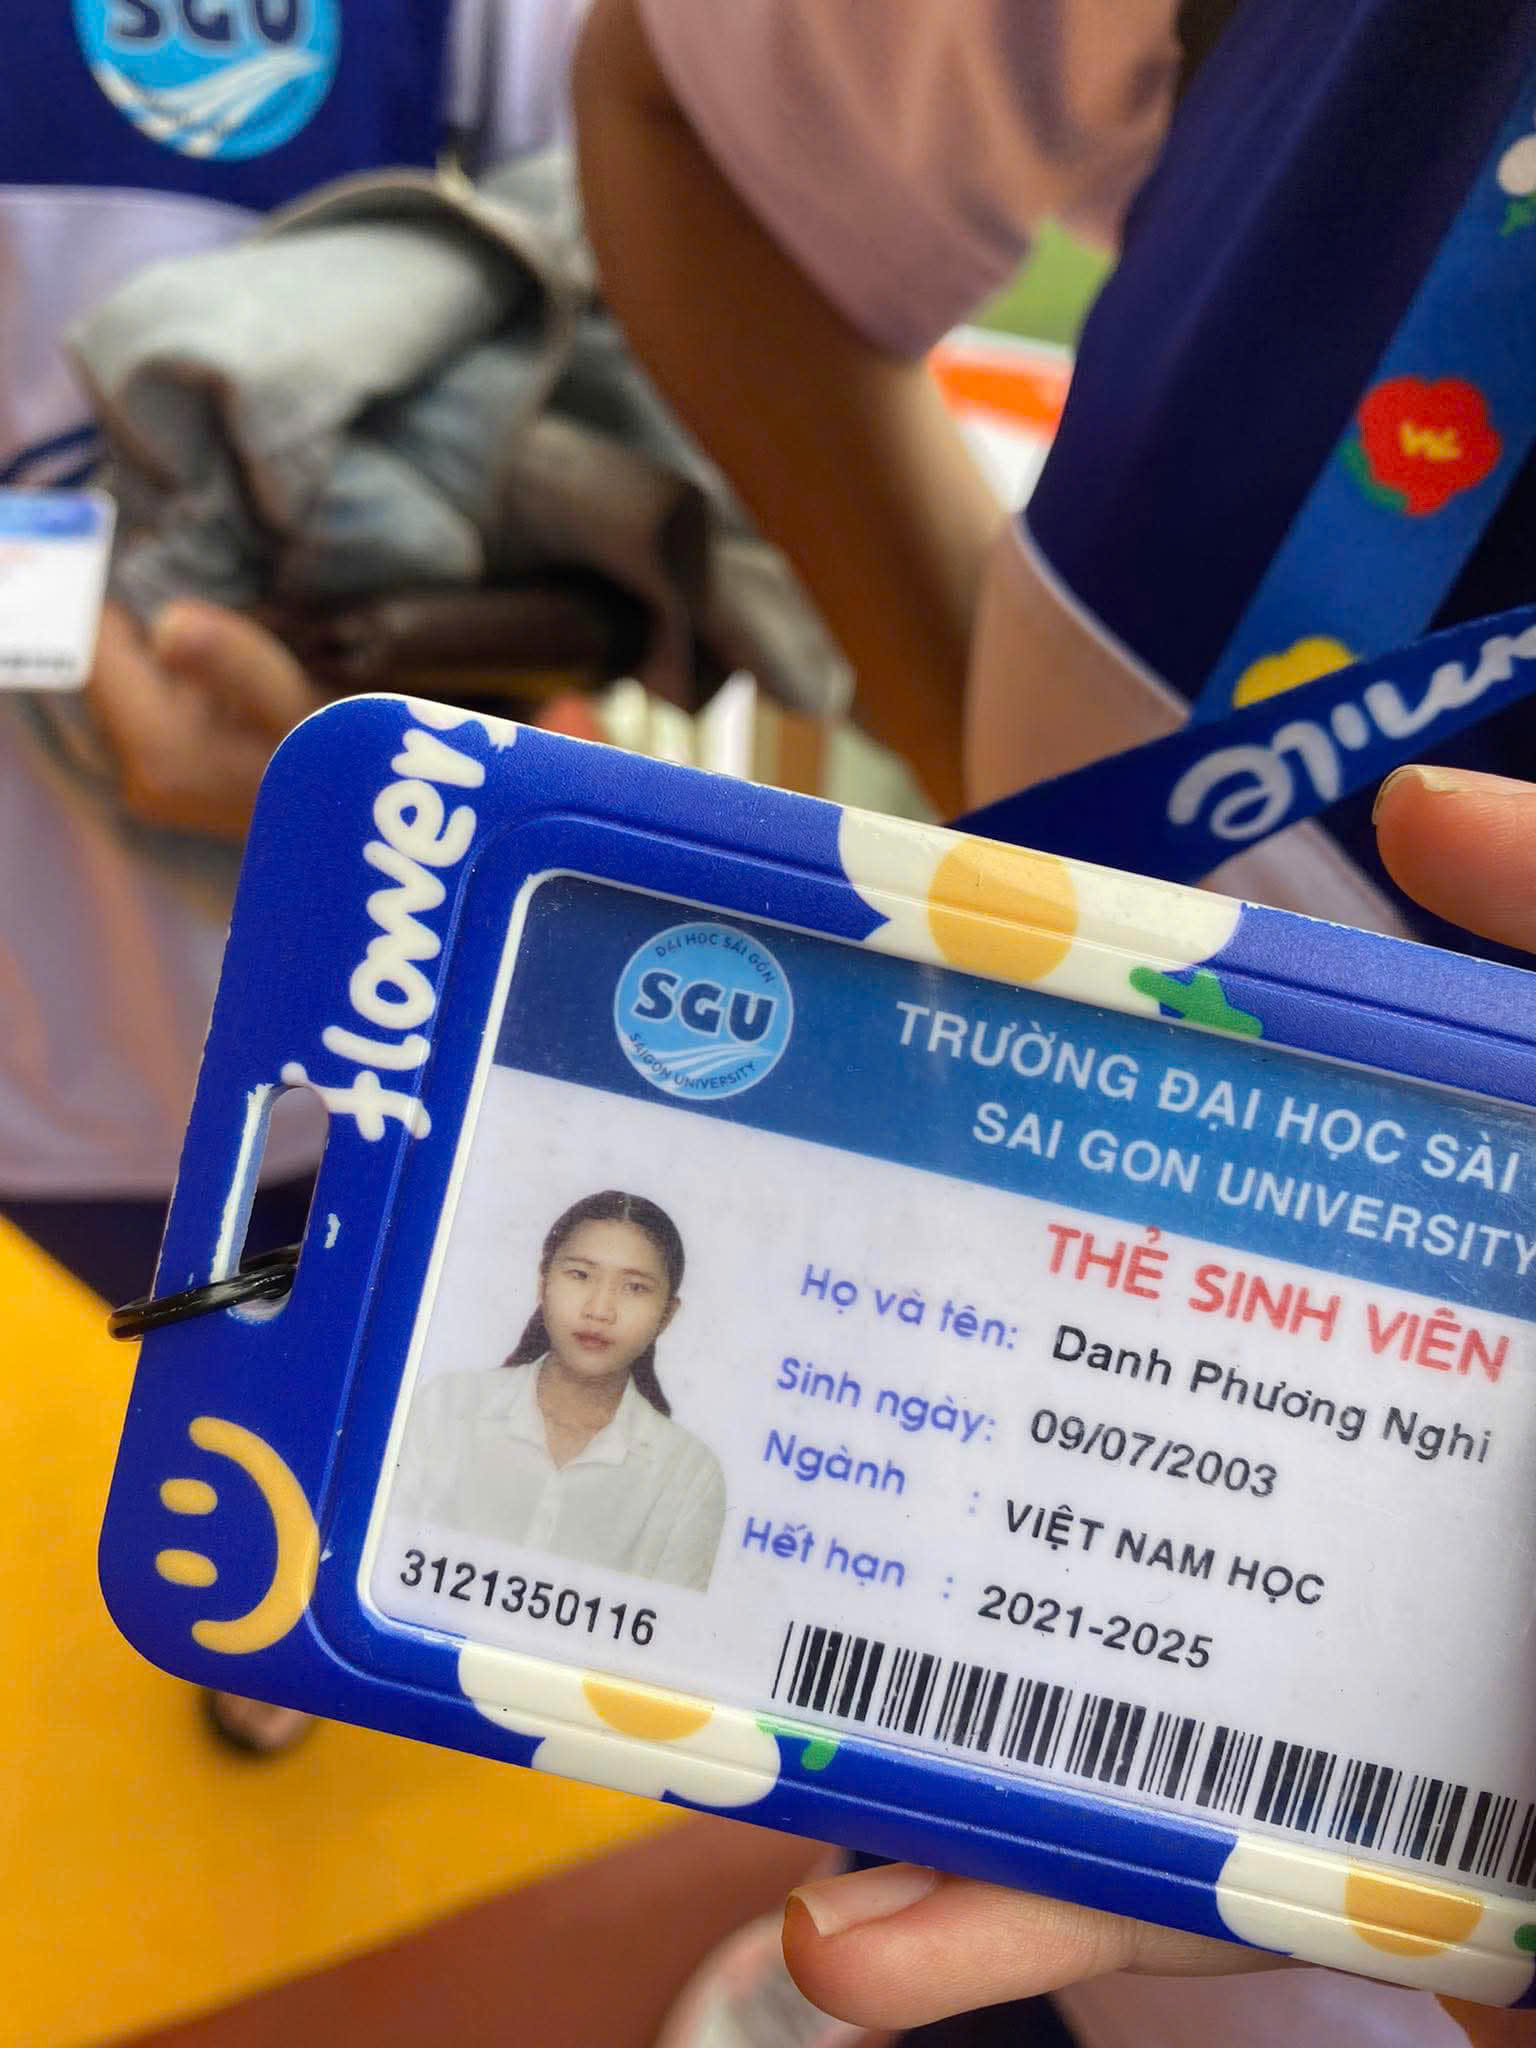 SGU
smile
flowers
ĐẠI HỌC SÀI GÒN
SGU
SAIGON UNIVERSITY
TRƯỜNG ĐẠI HỌC SÀI
SAI GON UNIVERSITY
THẺ SINH VIÊN
Họ và tên: Danh Phương Nghi
Sinh ngày: 09/07/2003
Ngành : VIỆT NAM HỌC
Hết hạn : 2021-2025
3121350116